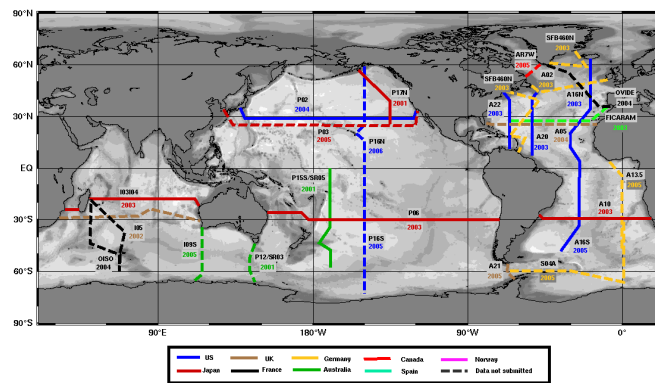 90°N
60°N
30°N
EQ
30°S
60°S
90°S
90°E
180°W
90°W
0°
SFB460N
2003
AR7W
2005
A02
2003
SFB460N
2003
A16N
2003
OVIDE
2004
A22
2003
FICARAM
2003
A20
2003
A05
2004
P17N
2001
P02
2004
P03
2005
P16N
2006
P15S/SR05
2001
I03I04
2003
P06
2003
A13.5
2005
A10
2003
I05
2002
I09S
2005
P12/SR03
2001
P16S
2005
A16S
2005
OISO
2004
A21
2005
S04A
2005
US
UK
Germany
Canada
Norway
Japan
France
Australia
Spain
Data not submitted